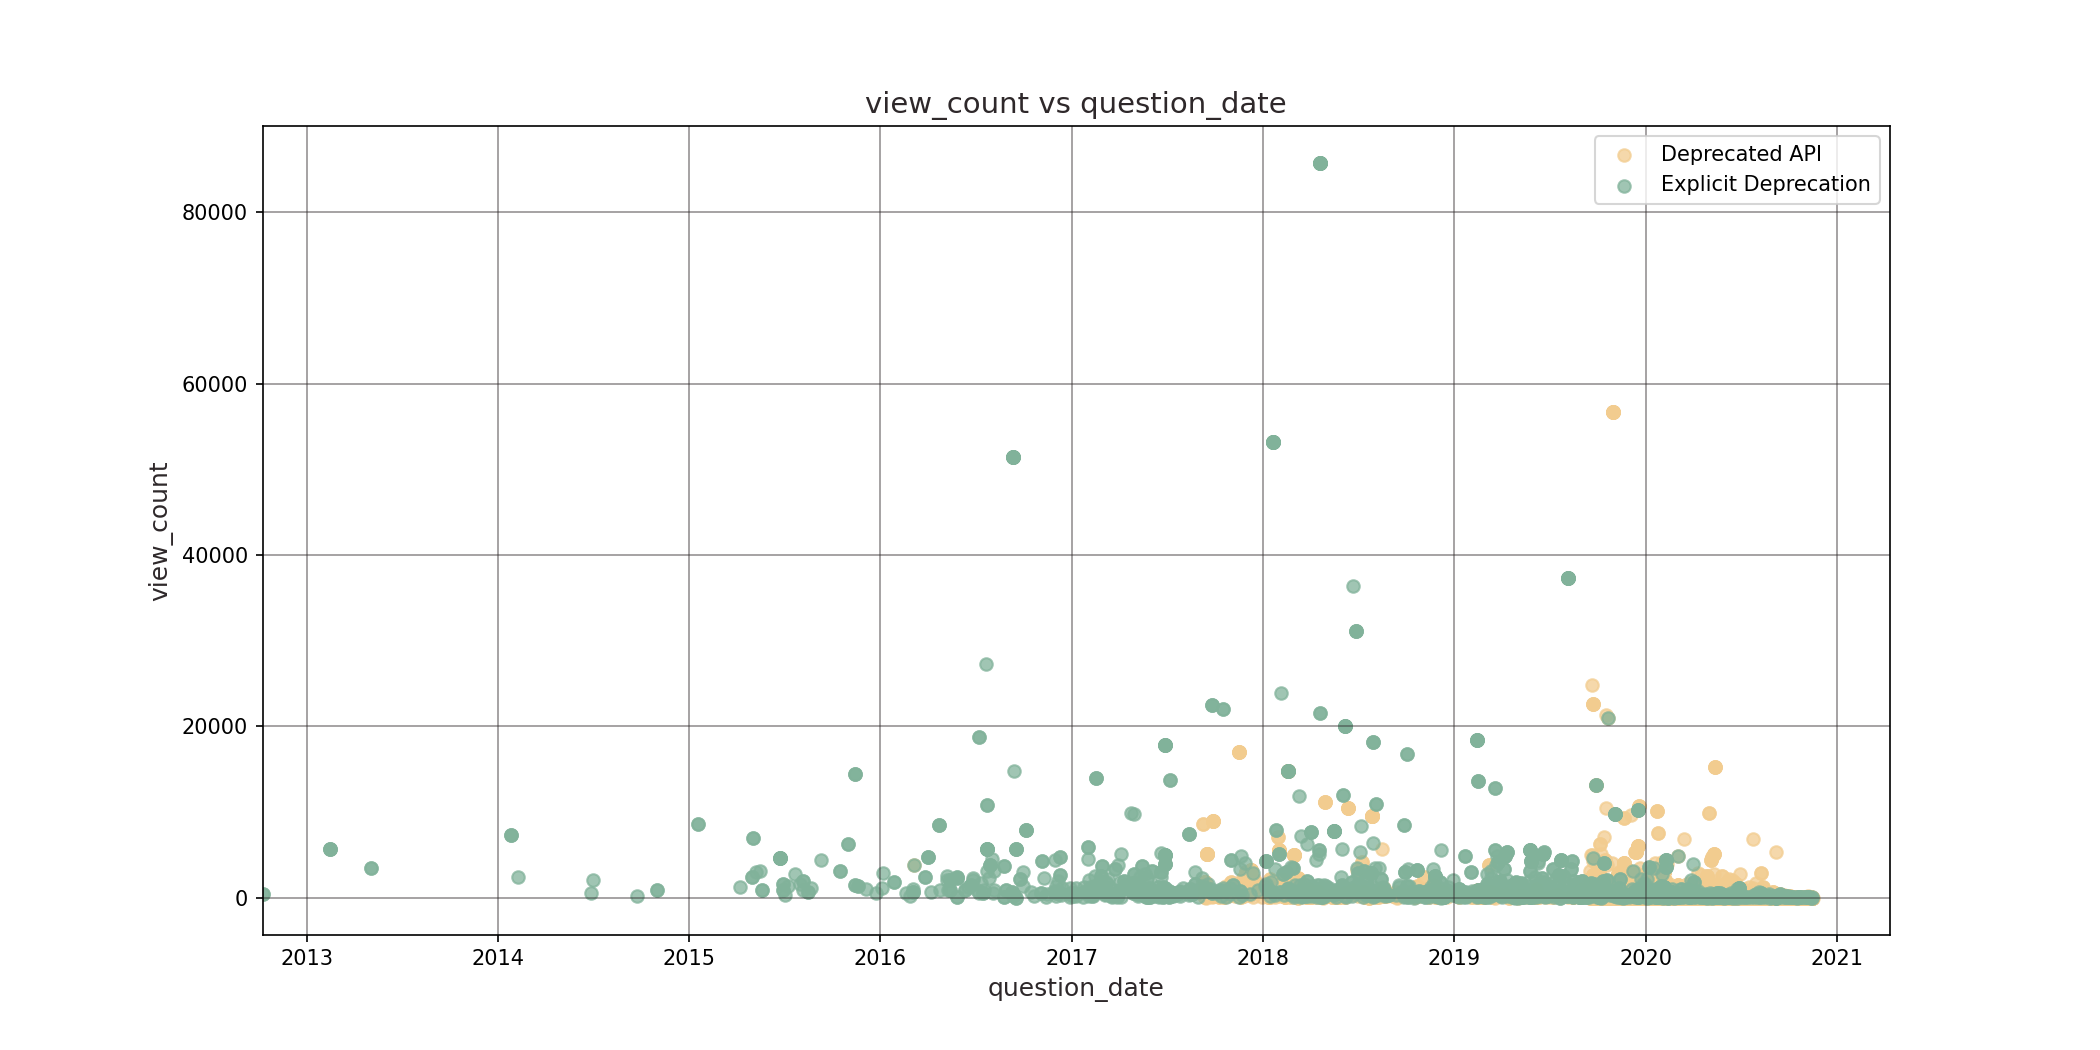 view_count vs question_date
Deprecated API
Explicit Deprecation
view_count
80000
60000
40000
20000
0
2013 2014 2015 2016 2017 2018 2019 2020 2021
question_date